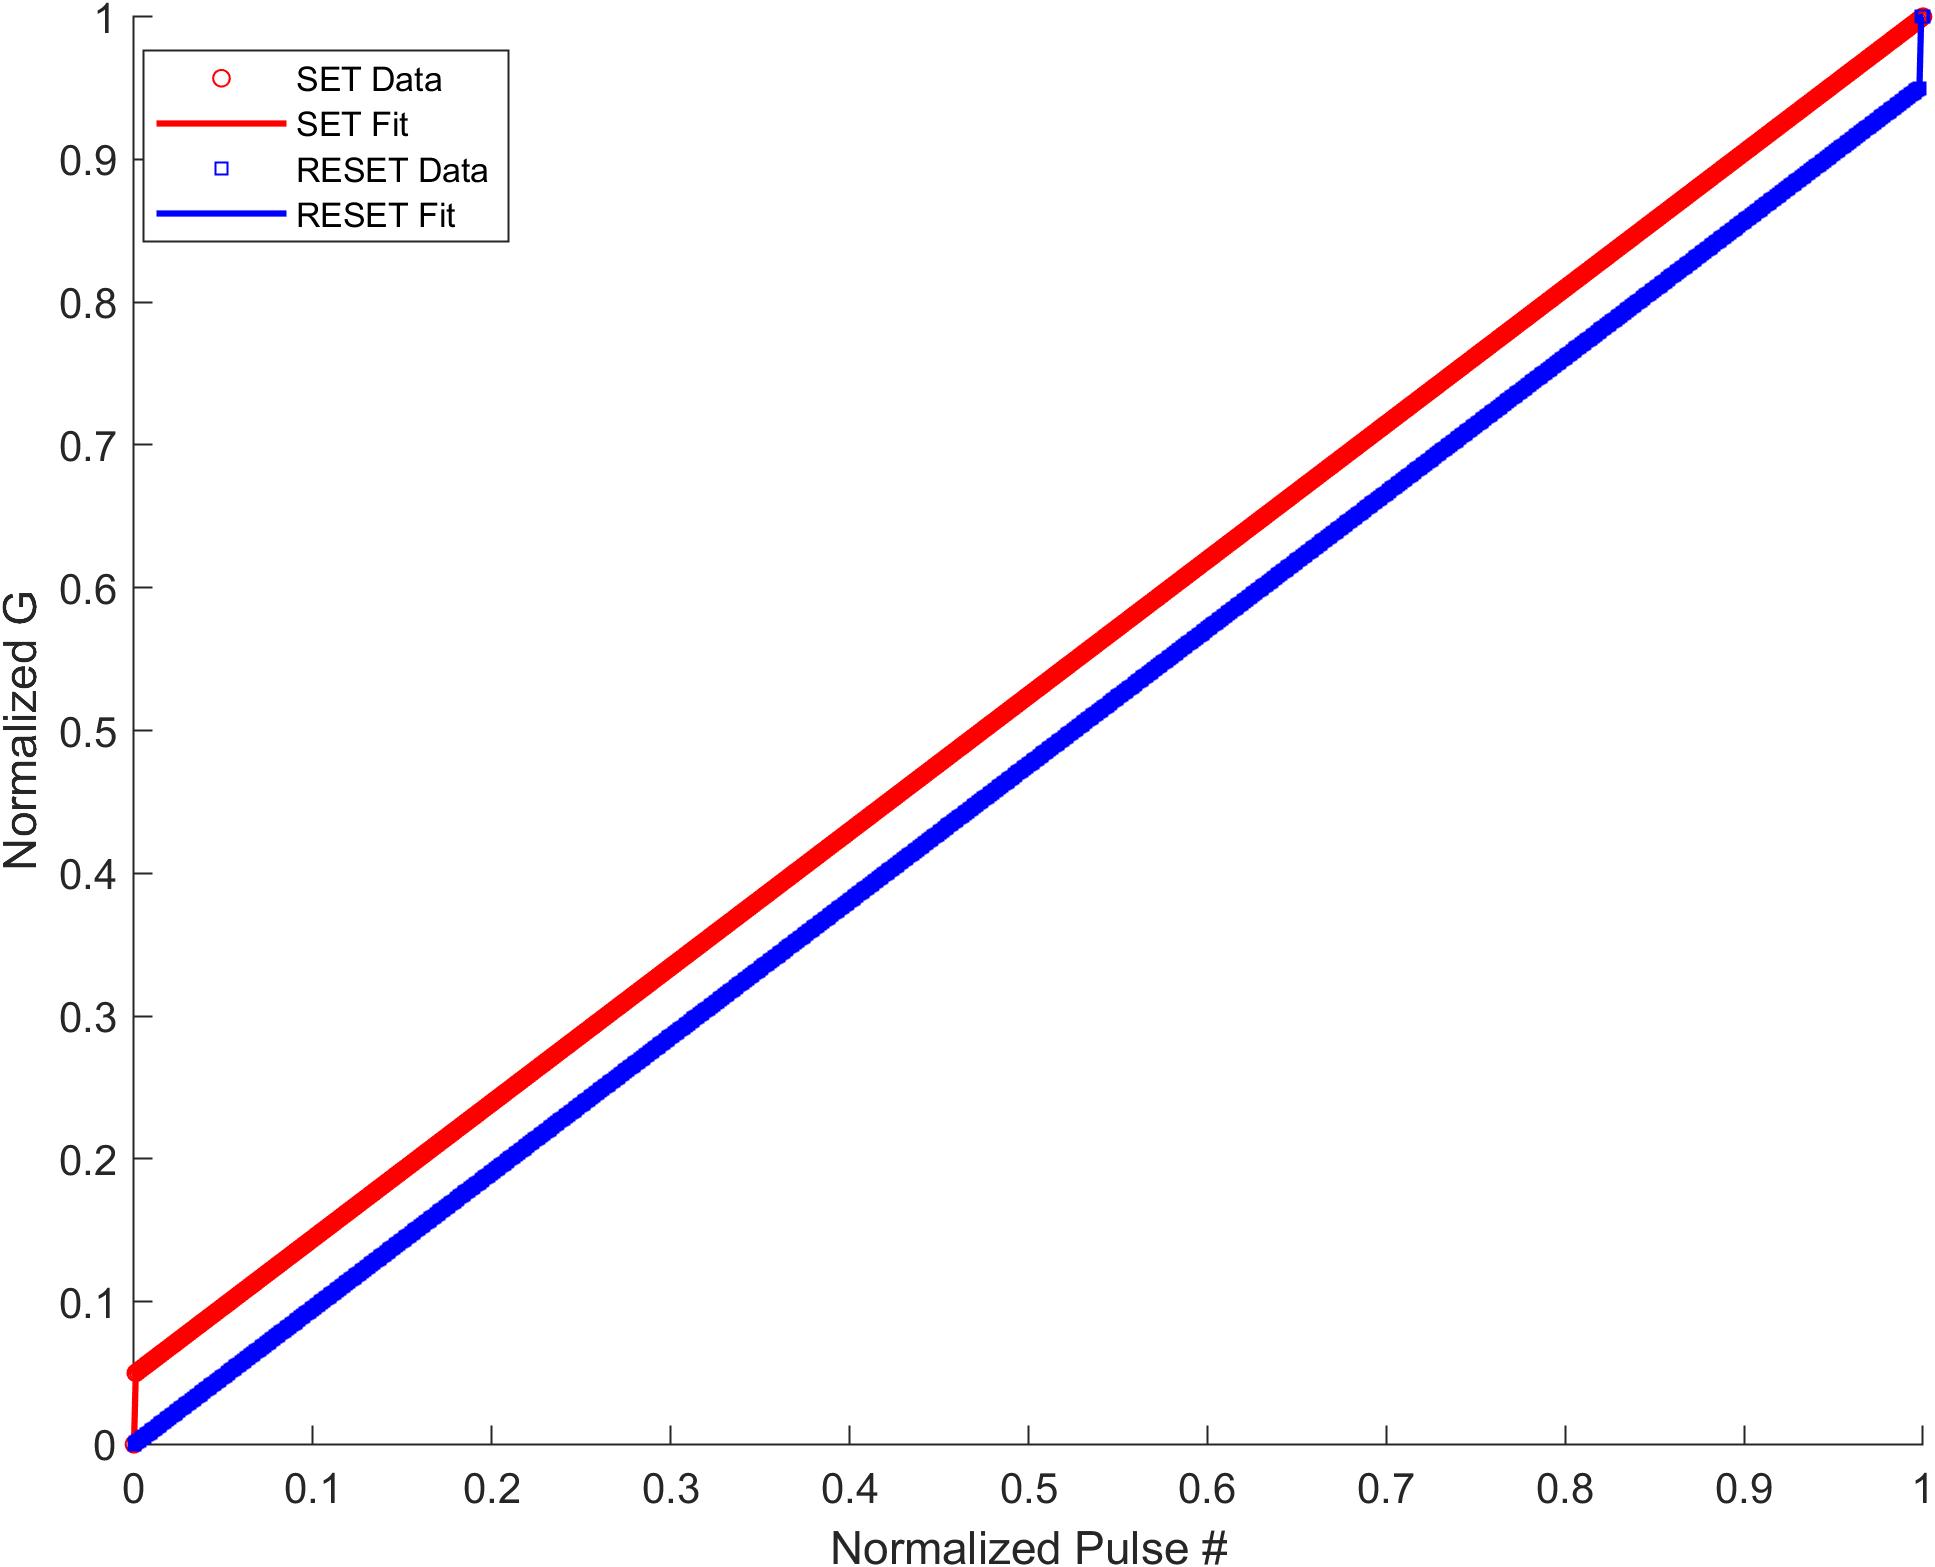 SET Data
SET Fit
RESET Data
RESET Fit
Normalized G
1
0.9
0.8
0.7
0.6
0.5
0.4
0.3
0.2
0.1
0
0 0.1 0.2 0.3 0.4 0.5 0.6 0.7 0.8 0.9 1
Normalized Pulse #